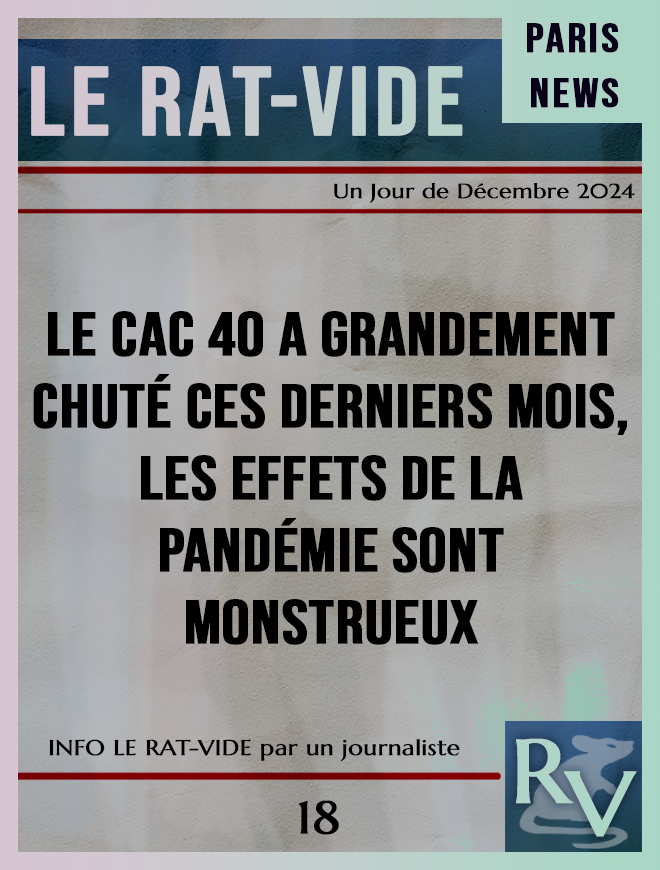 PARIS
NEWS
LE RAT-VIDE
Un Jour de Décembre 2024
LE CAC 40 A GRANDEMENT
CHUTÉ CES DERNIERS MOIS,
LES EFFETS DE LA
PANDÉMIE SONT
MONSTRUEUX
INFO LE RAT-VIDE par un journaliste
18
RV